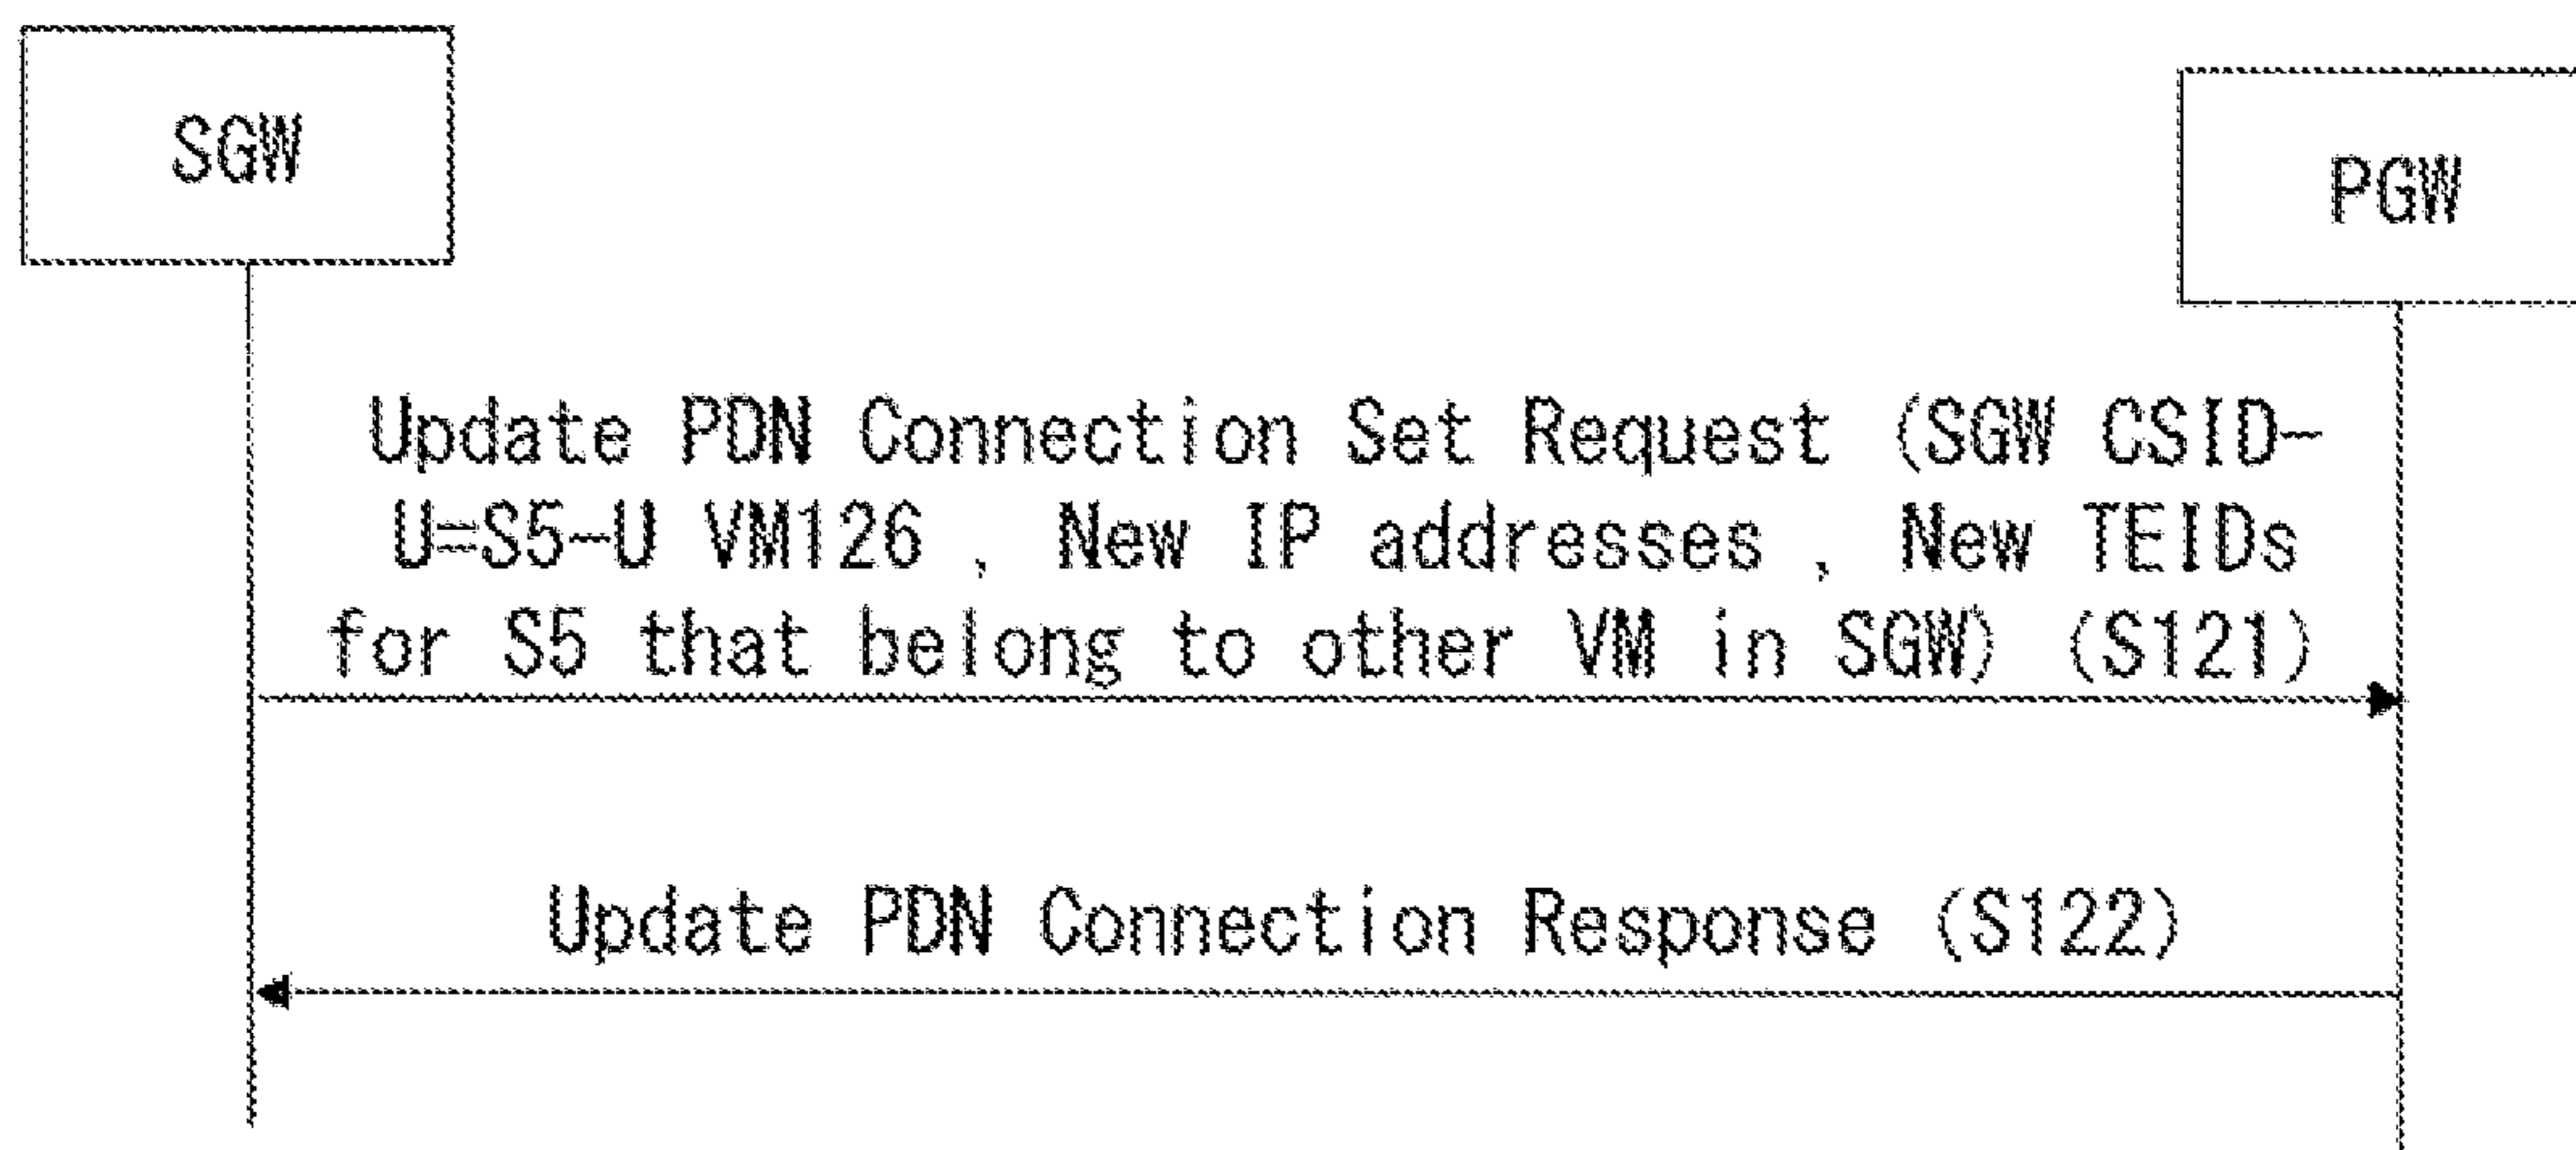 SGW
PGW
Update PDN Connection Set Request (SGW CSID-
U=S5-U VM126 , New IP addresses , New TEIDs
for S5 that belong to other VM in SGW) (S121)
Update PDN Connection Response (S122)